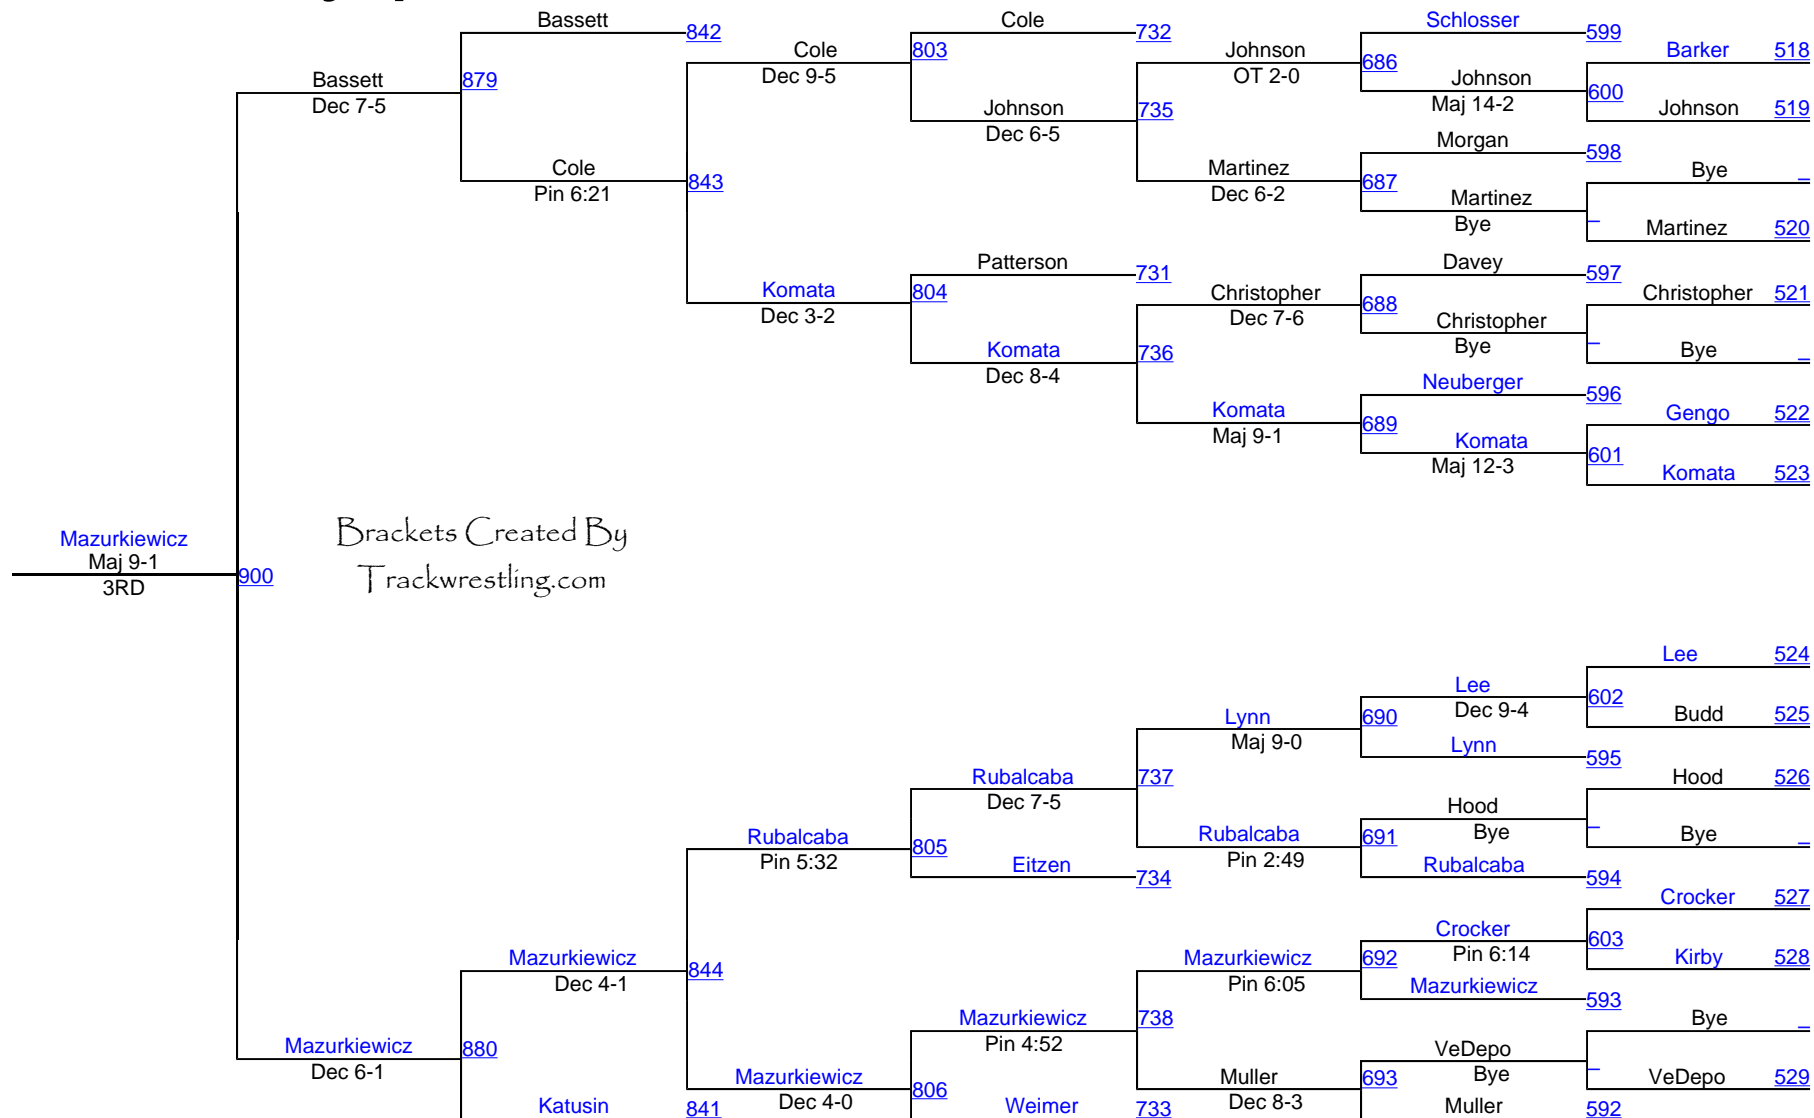 Bassett
842
Cole
732
Schlosser
599
Barker 518
Cole
Dec 9-5
803
Johnson
OT 2-0
686
Johnson
Maj 14-2
600
Johnson 519
Bassett
Dec 7-5
879
Johnson
Dec 6-5
735
Morgan
598
Bye _
Cole
Pin 6:21
843
Martinez
Dec 6-2
687
Martinez
Bye
_
Martinez 520
Patterson
731
Davey
597
Christopher 521
Komata
Dec 3-2
804
Christopher
Dec 7-6
688
Christopher
Bye
_
Bye _
Komata
Dec 8-4
736
Neuberger
596
Gengo 522
Komata
Maj 9-1
689
Komata
Maj 12-3
601
Komata 523
Mazurkiewicz
Maj 9-1
3RD
900
Brackets Created By
Trackwrestling.com
Lee 524
Lee
Dec 9-4
602
Budd 525
Lynn
Maj 9-0
690
Lynn
595
Hood 526
Rubalcaba
Dec 7-5
737
Hood
Bye
_
Bye _
Rubalcaba
Pin 5:32
805
Rubalcaba
Pin 2:49
691
Rubalcaba
594
Eitzen
734
Crocker 527
Crocker
Pin 6:14
603
Kirby 528
Mazurkiewicz
Dec 4-1
844
Mazurkiewicz
Pin 6:05
692
Mazurkiewicz
593
Bye _
Mazurkiewicz
Pin 4:52
738
VeDepo
Bye
_
VeDepo 529
Mazurkiewicz
Dec 6-1
880
Mazurkiewicz
Dec 4-0
806
Muller
Dec 8-3
693
Katusin
841
Weimer
733
Muller
592